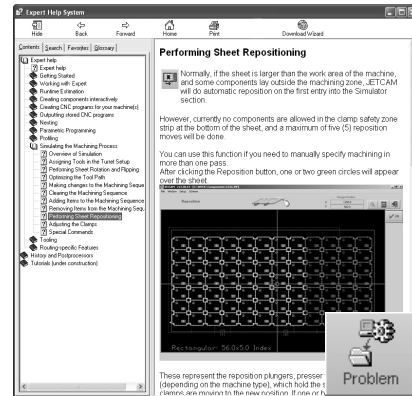 Expert Help System
Hide
Back
Forward
Home
Print
Download Wizard
Contents
Search
Favorites
Glossary
Expert help
Expert help
Getting Started
Working with Expert
Runtime Estimation
Creating components interactively
Creating CNC programs for your machine(s)
Outputting stored CNC programs
Nesting
Parametric Programming
Profiling
Simulating the Machining Process
Overview of Simulation
Assigning Tools in the Turret Setup
Performing Sheet Rotation and Flipping
Optimizing the Tool Path
Making changes to the Machining Seque
Clearing the Machining Sequence
Adding Items to the Machining Sequence
Removing Items from the Machining Sequ
Performing Sheet Repositioning
Adjusting the Clamps
Special Commands
Tooling
Routing-specific Features
History and Postprocessors
Tutorials (under construction)
Performing Sheet Repositioning
Normally, if the sheet is larger than the work area of the machine,
and some components lay outside the machining zone, JETCAM
will do automatic reposition on the first entry into the Simulator
section.
However, currently no components are allowed in the clamp safety zone
strip at the bottom of the sheet, and a maximum of five (5) reposition
moves will be done.
You can use this function if you need to manually specify machining in
more than one pass.
After clicking the Reposition button, one or two green circles will appear
over the sheet.
Reposition
Rectangular: 56.0x5.0 Index
These represent the reposition plungers, presser
(depending on the machine type), which hold the s
clamps are moving to the new position. If one or b
Problem